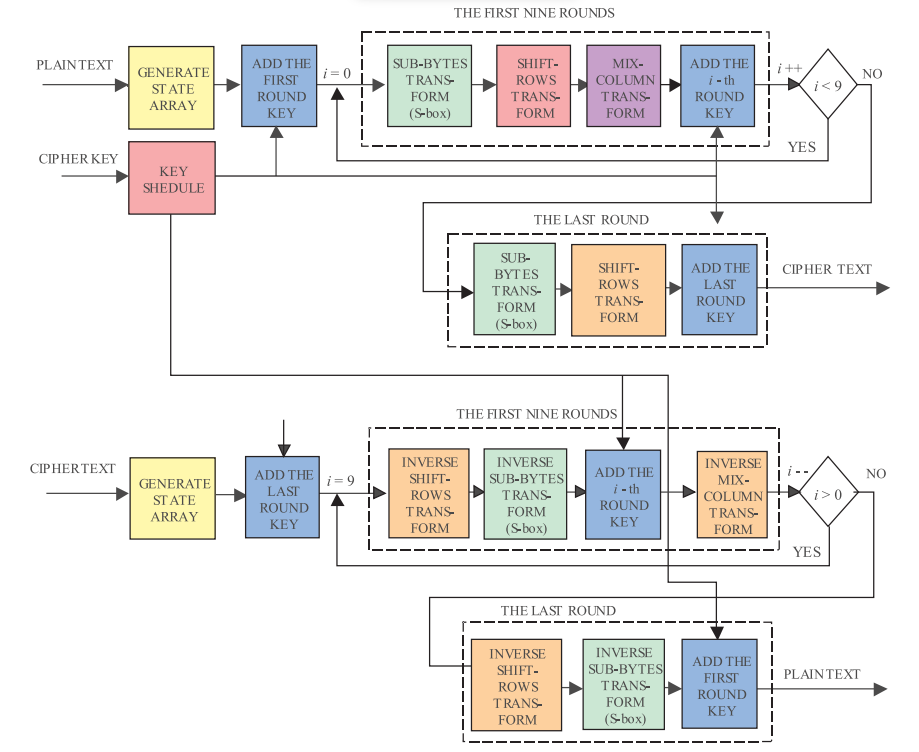 THE FIRST NINE ROUNDS
PLAIN TEXT
GENERATE
STATE
ARRAY
ADD THE
FIRST
ROUND
KEY
i = 0
SUB-BYTES
TRANS-
FORM
(S-box)
SHIFT-
ROWS
TRANS-
FORM
MIX-
COLUMN
TRANS-
FORM
ADD THE
i - th
ROUND
KEY
i ++
i < 9
NO
YES
CIPHER KEY
KEY
SHEDULE
THE LAST ROUND
SUB-
BYTES
TRANS-
FORM
(S-box)
SHIFT-
ROWS
TRANS-
FORM
ADD THE
LAST
ROUND
KEY
CIPHER TEXT
THE FIRST NINE ROUNDS
CIPHER TEXT
GENERATE
STATE
ARRAY
ADD THE
LAST
ROUND
KEY
i = 9
INVERSE
SHIFT-
ROWS
TRANS-
FORM
INVERSE
SUB-BYTES
TRANS-
FORM
(S-box)
ADD THE
i - th
ROUND
KEY
INVERSE
MIX-
COLUMN
TRANS-
FORM
i - -
i > 0
NO
YES
THE LAST ROUND
INVERSE
SHIFT-
ROWS
TRANS-
FORM
INVERSE
SUB-BYTES
TRANS-
FORM
(S-box)
ADD THE
FIRST
ROUND
KEY
PLAIN TEXT